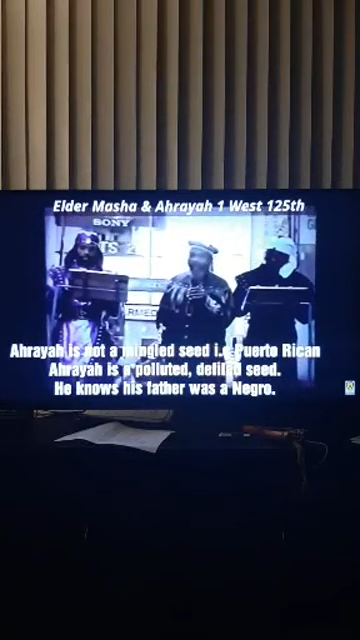 Elder Masha & Ahrayah 1 West 125th
SONY
Ahrayah is not a mingled seed i.e Puerto Rican
Ahrayah is a polluted, defiled seed.
He knows his father was a Negro.